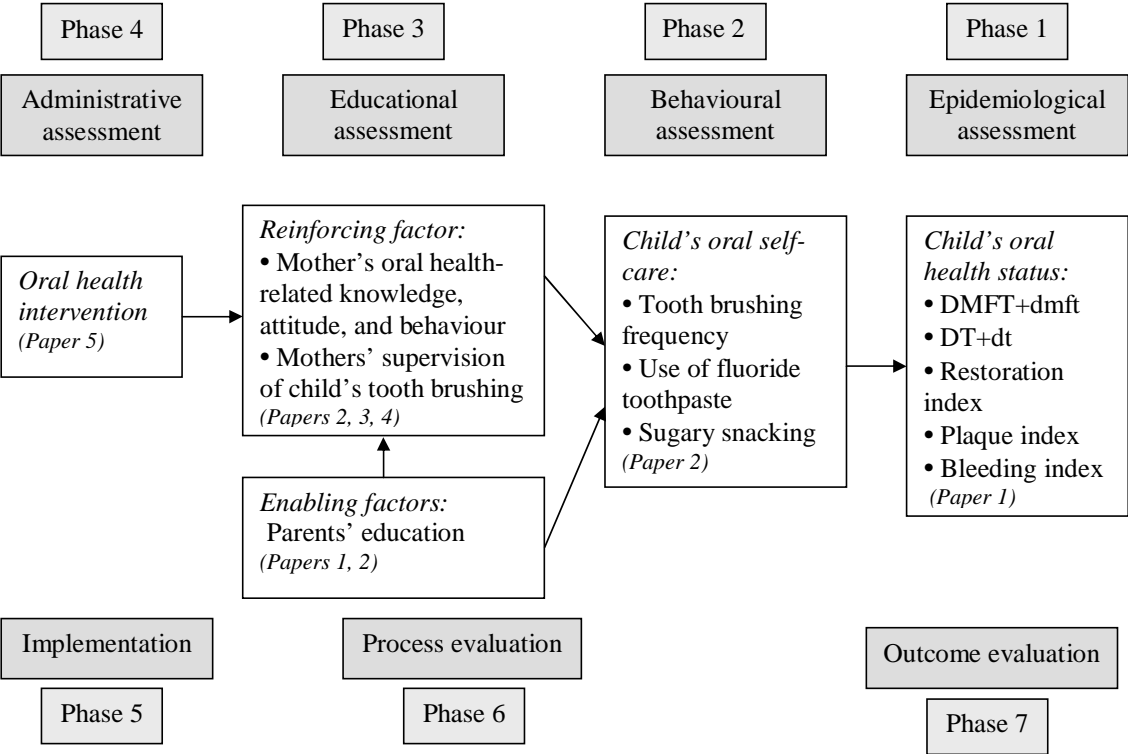 Phase 4
Phase 3
Phase 2
Phase 1
Administrative
assessment
Educational
assessment
Behavioural
assessment
Epidemiological
assessment
Oral health
intervention
(Paper 5)
Reinforcing factor:
• Mother's oral health-
related knowledge,
attitude, and behaviour
• Mothers' supervision
of child's tooth brushing
(Papers 2, 3, 4)
Enabling factors:
Parents' education
(Papers 1, 2)
Child's oral self-
care:
• Tooth brushing
frequency
• Use of fluoride
toothpaste
• Sugary snacking
(Paper 2)
Child's oral
health status:
• DMFT+dmft
• DT+dt
• Restoration
index
• Plaque index
• Bleeding index
(Paper 1)
Implementation
Process evaluation
Outcome evaluation
Phase 5
Phase 6
Phase 7